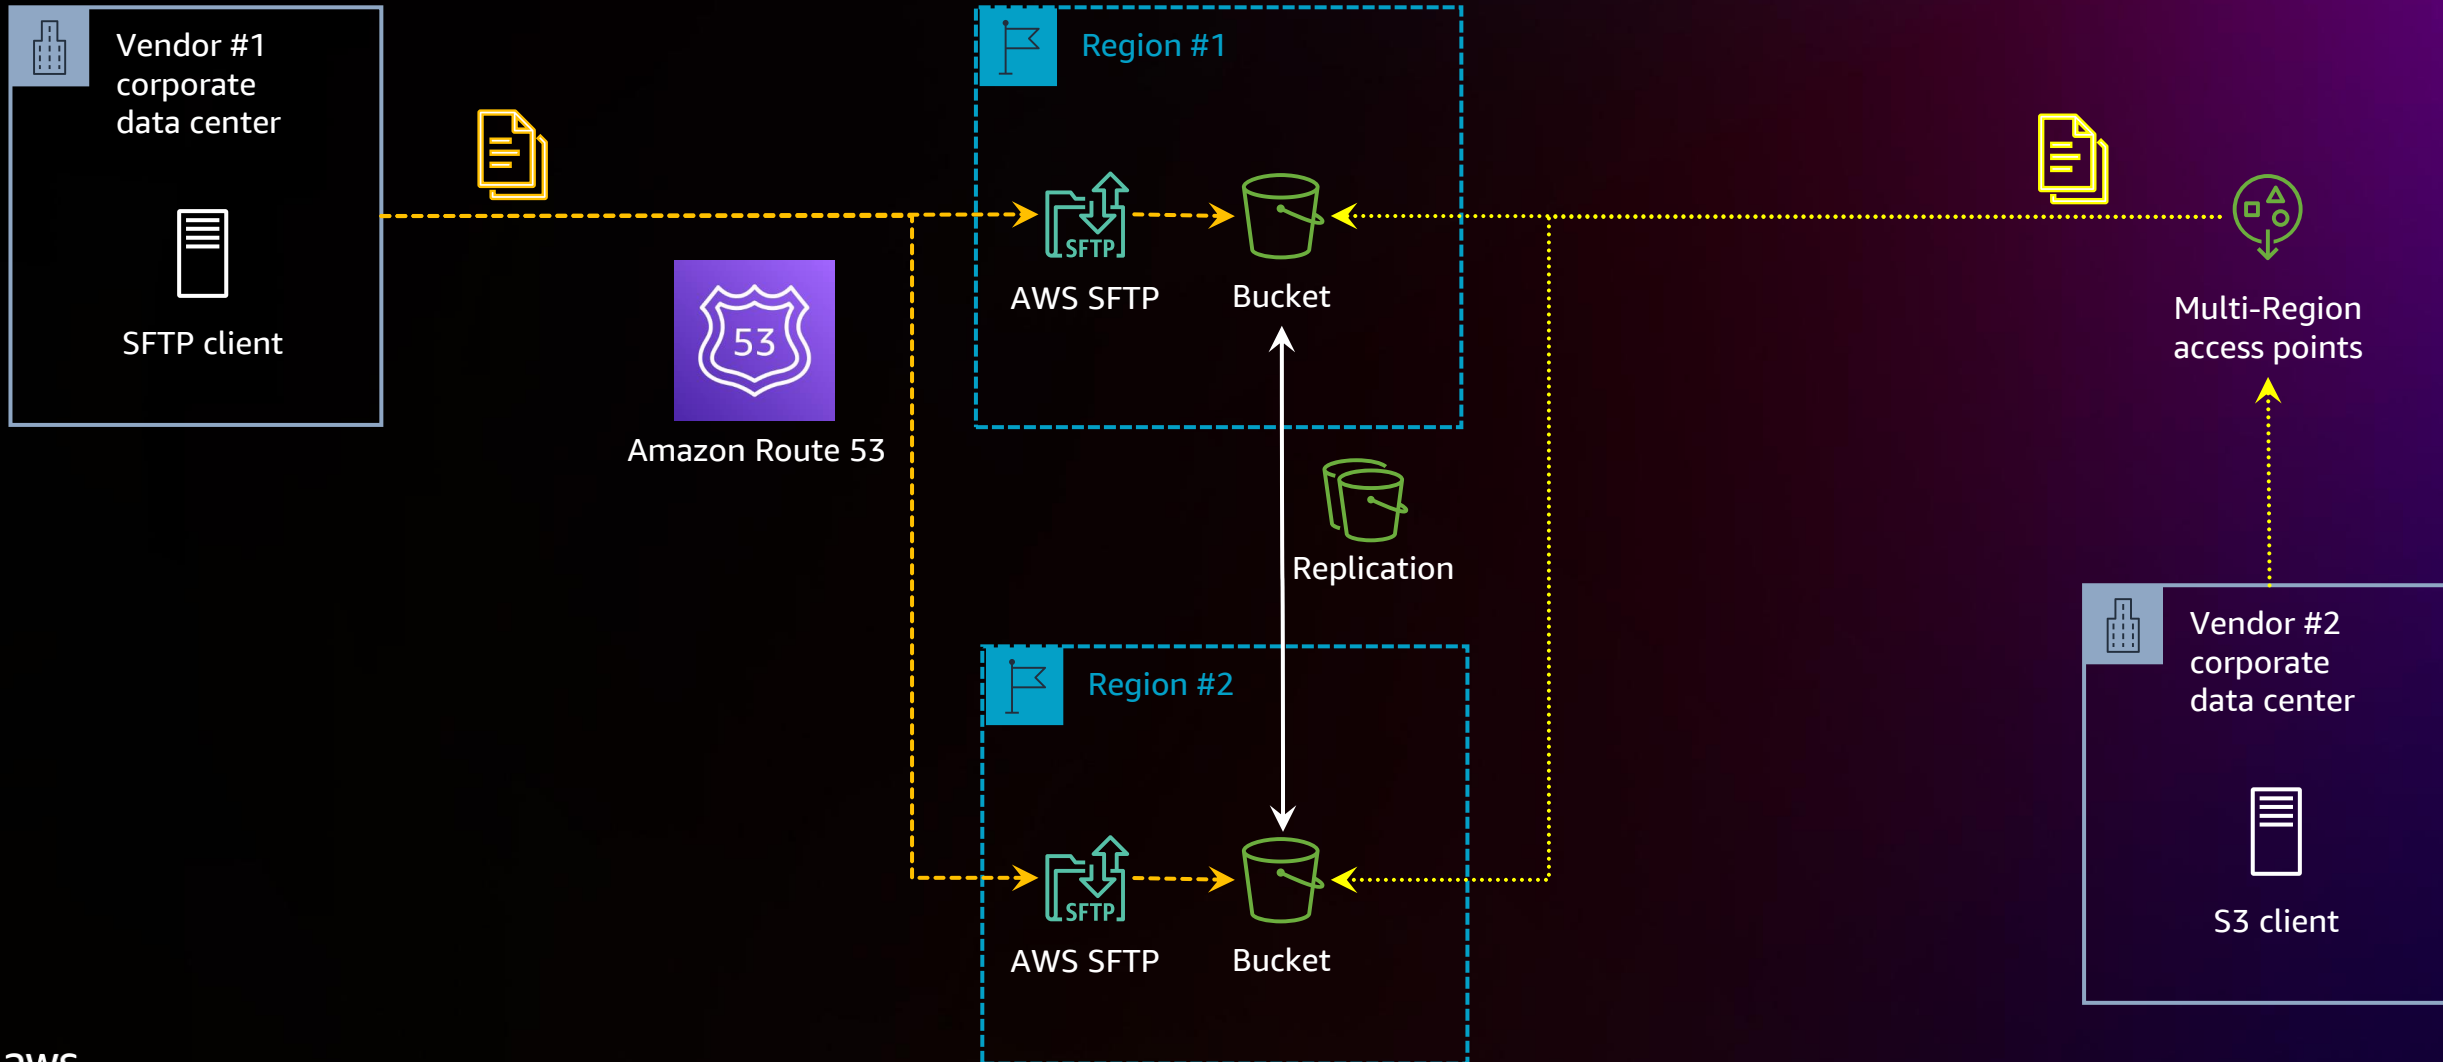 Vendor #1
corporate
data center
SFTP client
53
Amazon Route 53
Region #1
SFTP
AWS SFTP
Bucket
Replication
Region #2
SFTP
AWS SFTP
Bucket
Multi-Region
access points
Vendor #2
corporate
data center
S3 client
aws